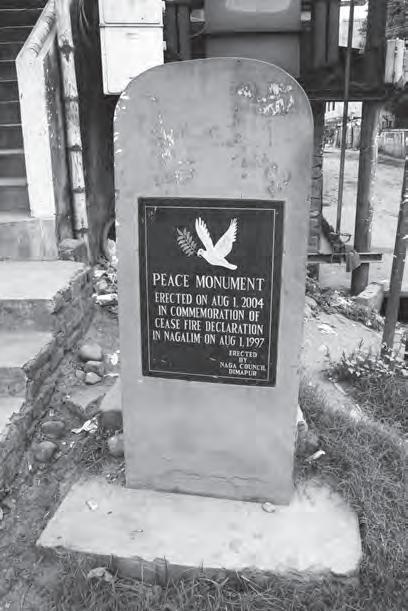 PEACE MONUMENT
ERECTED ON AUG 1, 2004
IN COMMEMORATION OF
CEASE FIRE DECLARATION
IN NAGALIM ON AUG 1, 1997
ERECTED
BY
NAGA COUNCIL
DIMAPUR